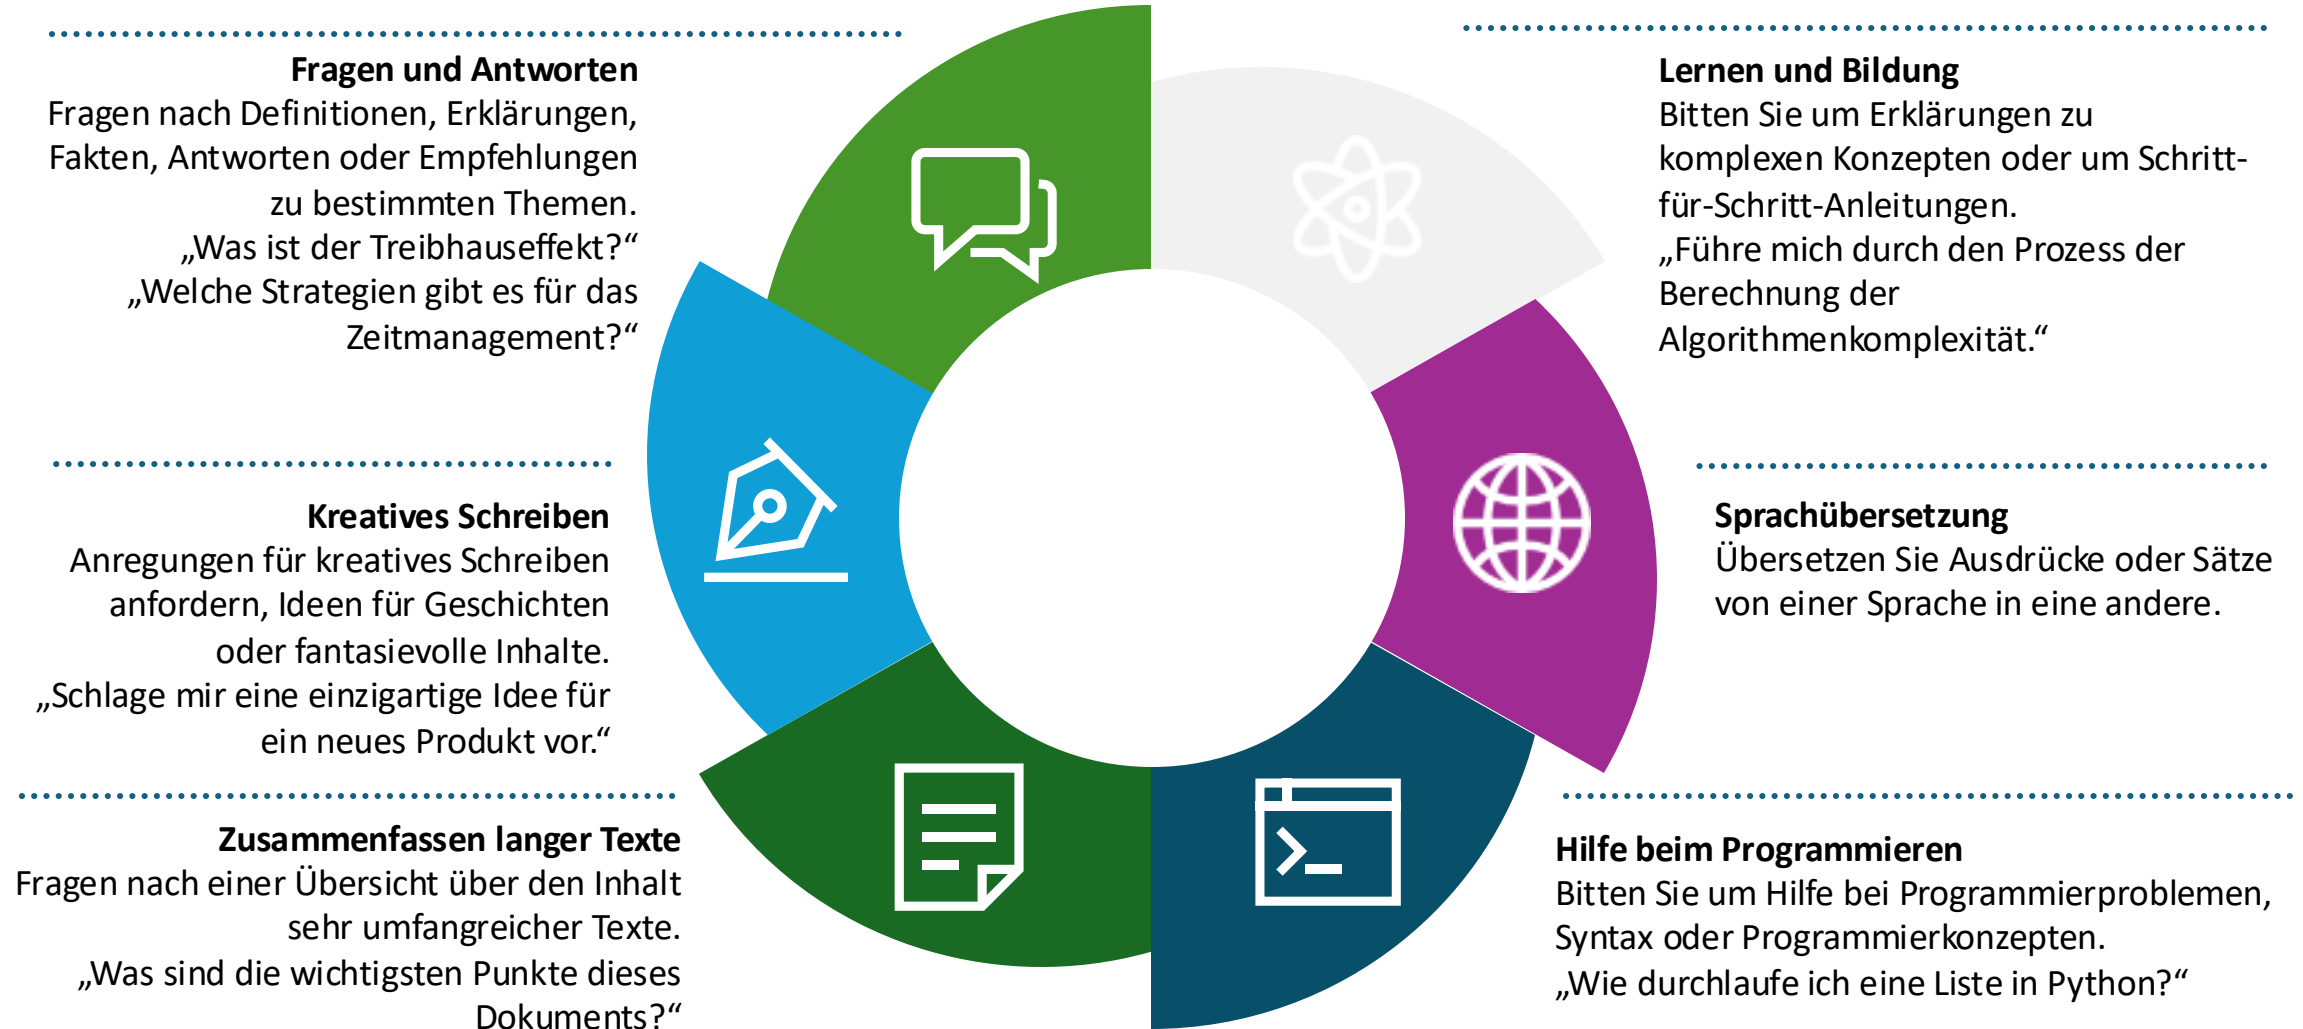 Fragen und Antworten
Fragen nach Definitionen, Erklärungen,
Fakten, Antworten oder Empfehlungen
zu bestimmten Themen.
„Was ist der Treibhauseffekt?“
„Welche Strategien gibt es für das
Zeitmanagement?“
Kreatives Schreiben
Anregungen für kreatives Schreiben
anfordern, Ideen für Geschichten
oder fantasievolle Inhalte.
„Schlage mir eine einzigartige Idee für
ein neues Produkt vor.“
Zusammenfassen langer Texte
Fragen nach einer Übersicht über den Inhalt
sehr umfangreicher Texte.
„Was sind die wichtigsten Punkte dieses
Dokuments?“
Lernen und Bildung
Bitten Sie um Erklärungen zu
komplexen Konzepten oder um Schritt-
für-Schritt-Anleitungen.
„Führe mich durch den Prozess der
Berechnung der
Algorithmenkomplexität.“
Sprachübersetzung
Übersetzen Sie Ausdrücke oder Sätze
von einer Sprache in eine andere.
Hilfe beim Programmieren
Bitten Sie um Hilfe bei Programmierproblemen,
Syntax oder Programmierkonzepten.
„Wie durchlaufe ich eine Liste in Python?“